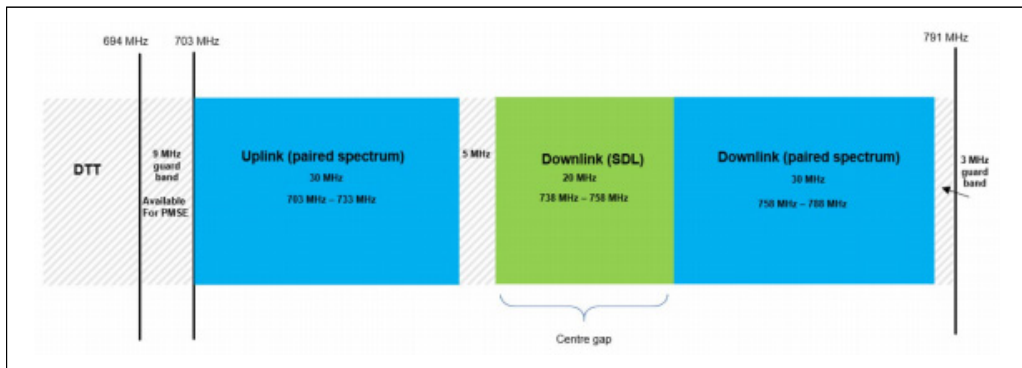 694 MHz
703 MHz
791 MHz
DTT
9 MHz
guard
band
Available
For PMSE
Uplink (paired spectrum)
30 MHz
703 MHz – 733 MHz
5 MHz
Downlink (SDL)
20 MHz
738 MHz – 758 MHz
Downlink (paired spectrum)
30 MHz
758 MHz – 788 MHz
3 MHz
guard
band
Centre gap